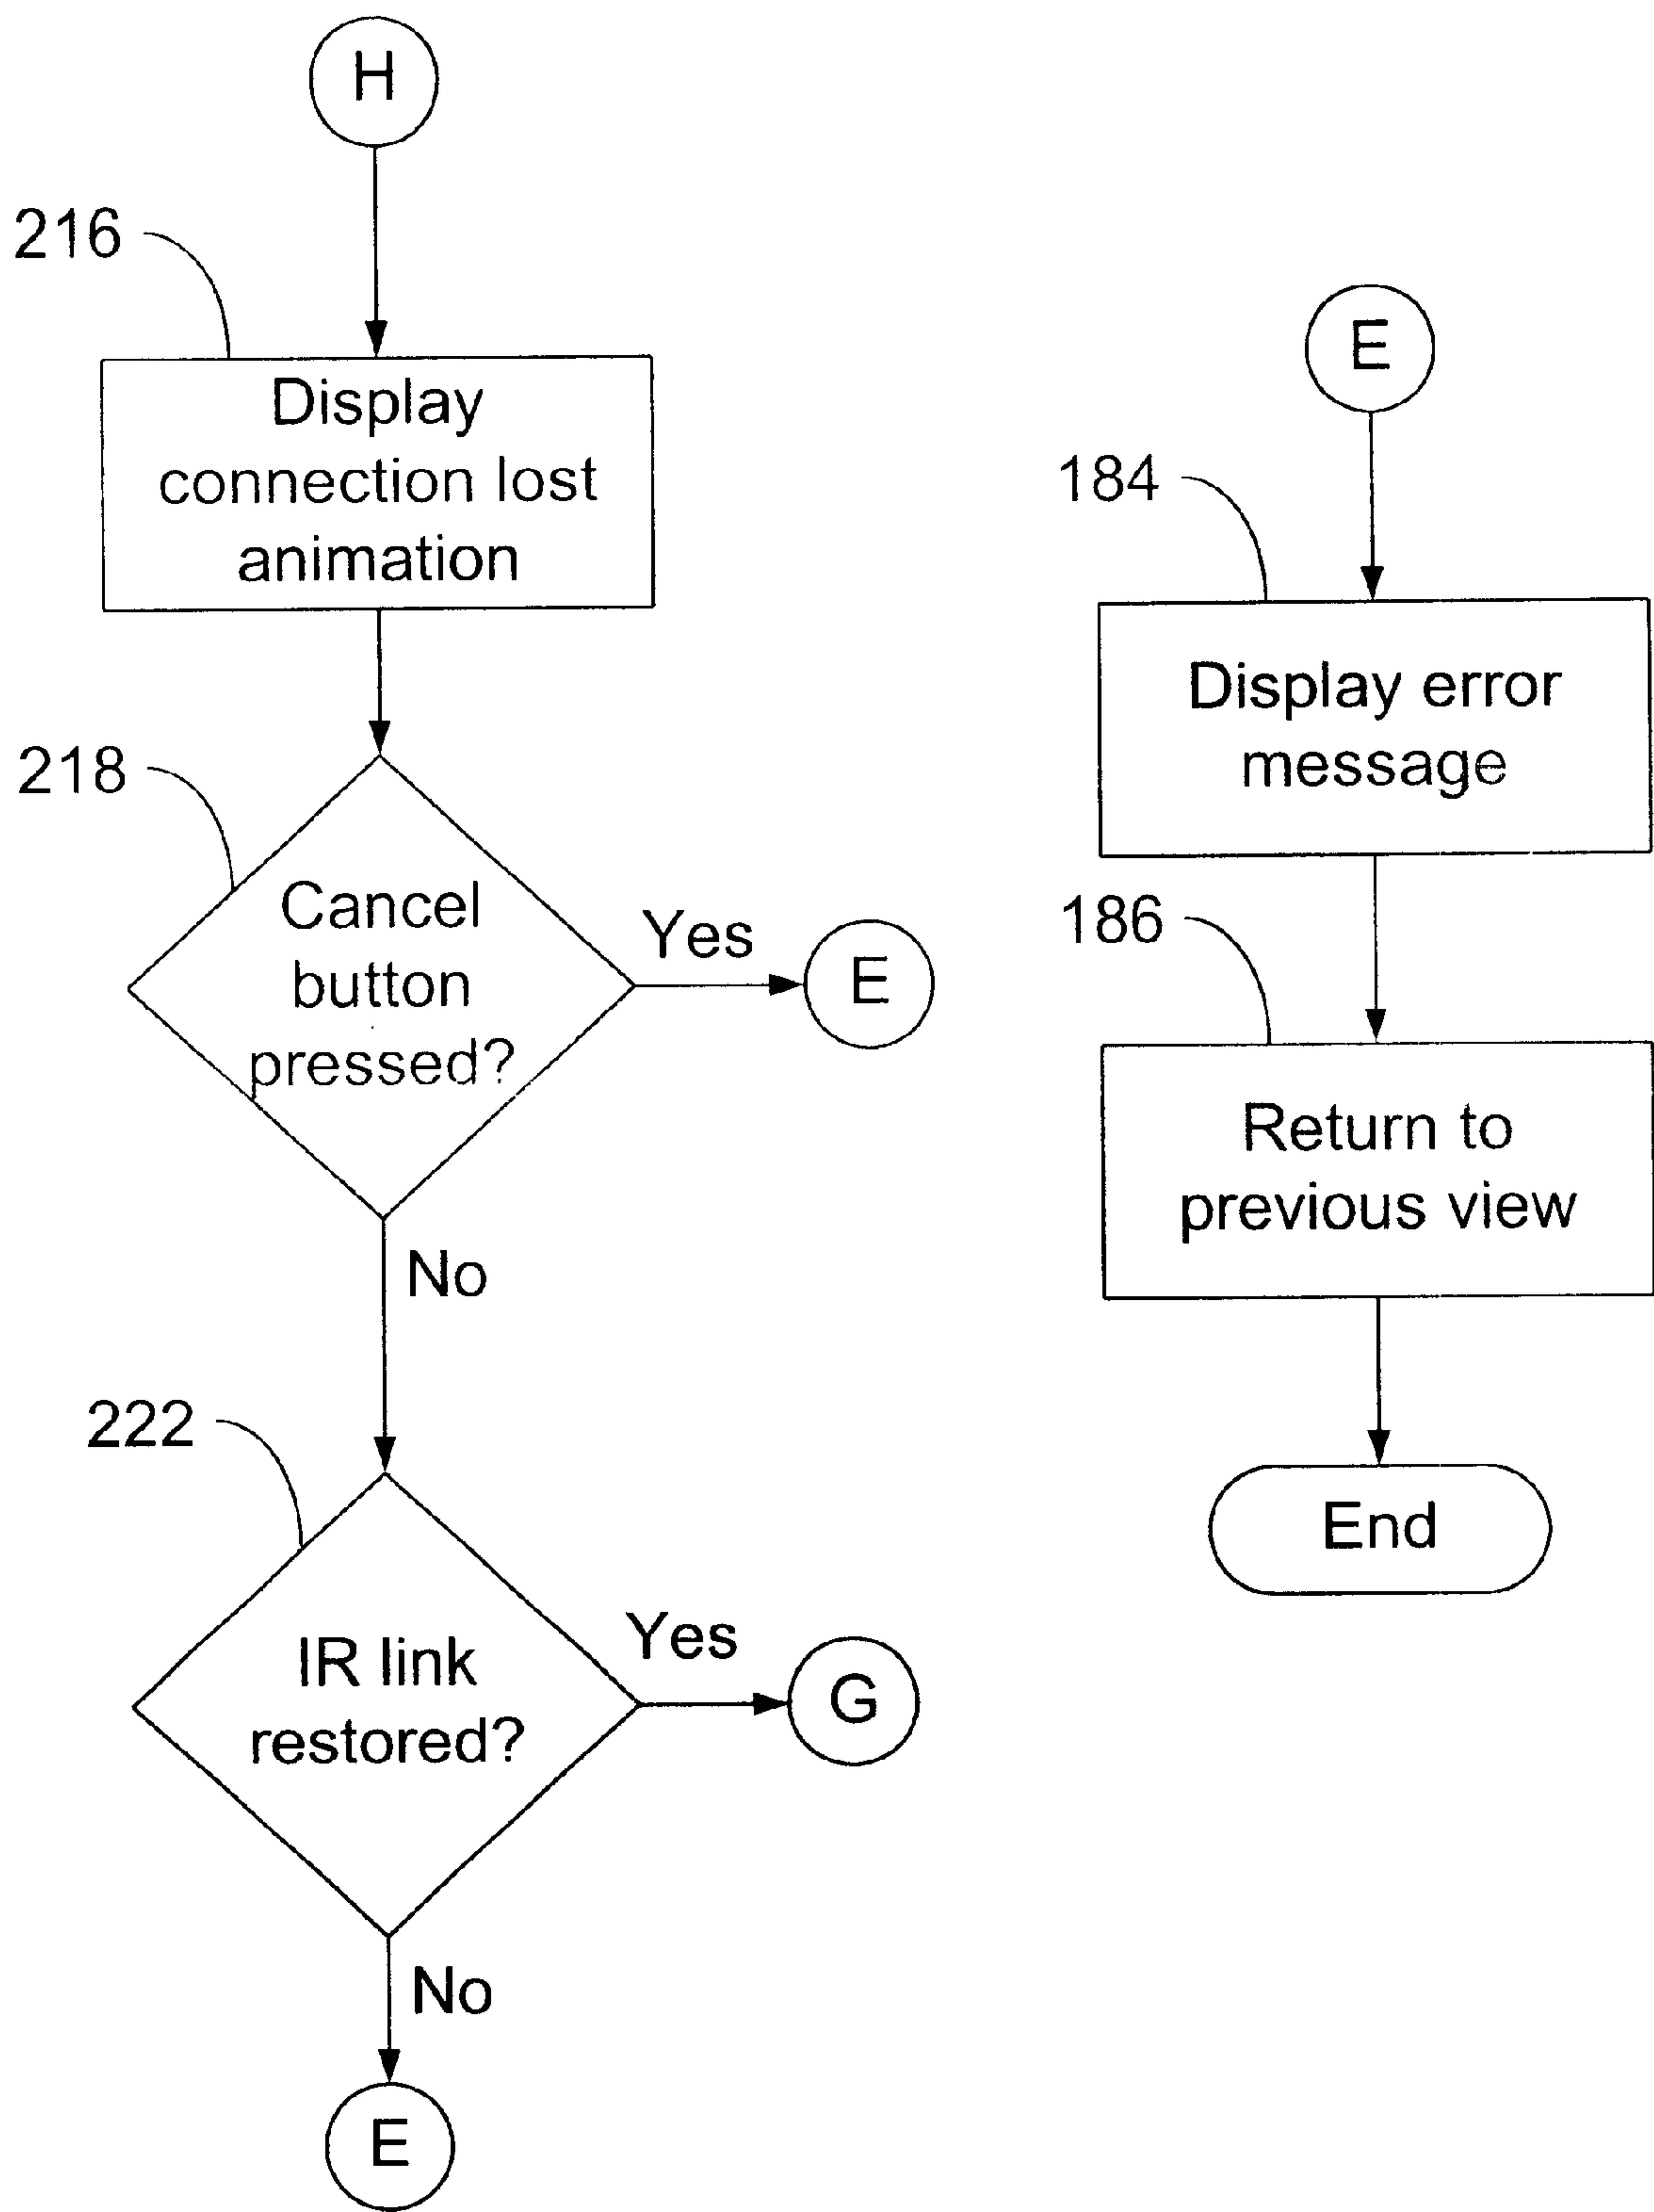 H
216
Display
connection lost
animation
218
Cancel
button
pressed?
Yes
E
No
222
IR link
restored?
Yes
G
No
E
E
184
Display error
message
186
Return to
previous view
End